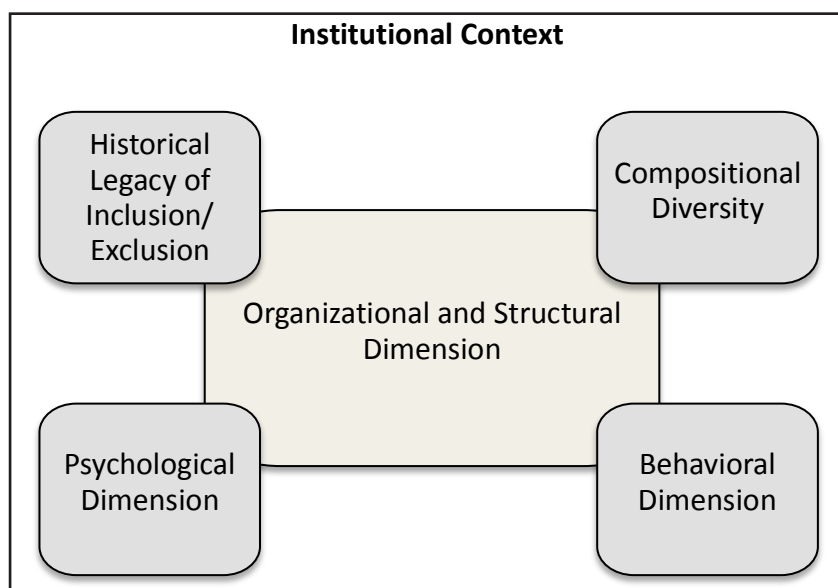 Institutional Context
Historical
Legacy of
Inclusion/
Exclusion
Compositional
Diversity
Organizational and Structural
Dimension
Psychological
Dimension
Behavioral
Dimension